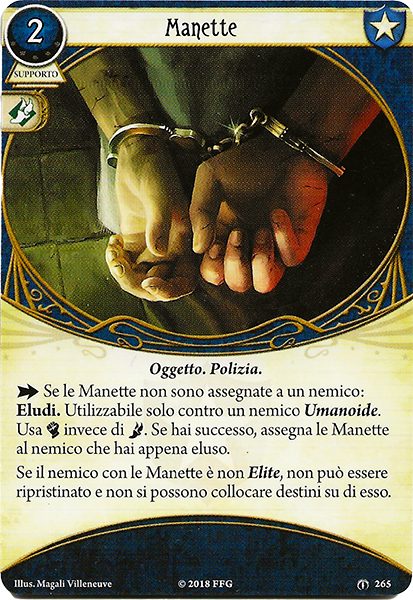 2
Manette
SUPPORTO
Oggetto. Polizia.
Se le Manette non sono assegnate a un nemico:
Eludi. Utilizzabile solo contro un nemico Umanoide.
Usa invece di . Se hai successo, assegna le Manette
al nemico che hai appena eluso.
Se il nemico con le Manette è non Elite, non può essere
ripristinato e non si possono collocare destini su di esso.
Illus. Magali Villeneuve
© 2018 FFG
265